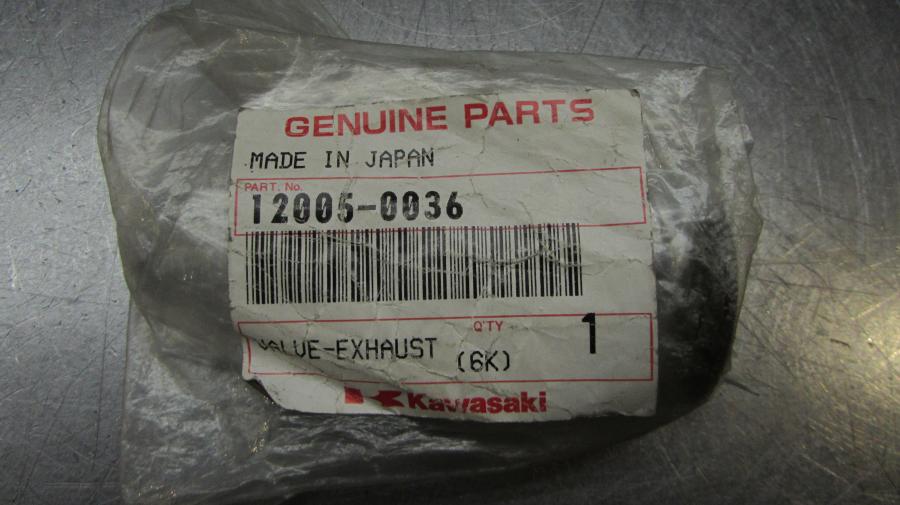 GENUINE PARTS
MADE IN JAPAN
PART. No.
12005-0036
Q'TY
1
VALVE-EXHAUST (6K)
Kawasaki